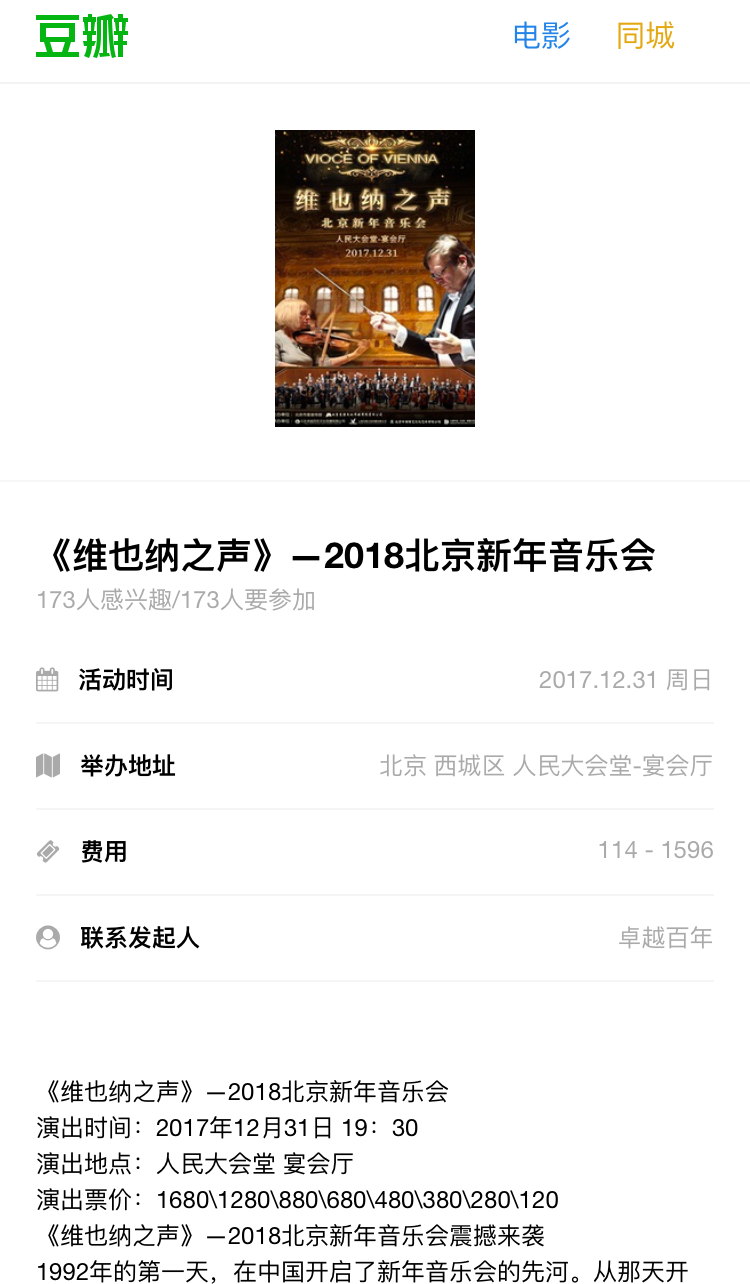 豆瓣
电影 同城
VIOCE OF VIENNA
维也纳之声
北京新年音乐会
人民大会堂-宴会厅
2017.12.31
《维也纳之声》—2018北京新年音乐会
173人感兴趣/173人要参加
活动时间 2017.12.31 周日
举办地址 北京 西城区 人民大会堂-宴会厅
费用 114 - 1596
联系发起人 卓越百年
《维也纳之声》—2018北京新年音乐会
演出时间：2017年12月31日 19：30
演出地点：人民大会堂 宴会厅
演出票价：1680\1280\880\680\480\380\280\120
《维也纳之声》—2018北京新年音乐会震撼来袭
1992年的第一天，在中国开启了新年音乐会的先河。从那天开